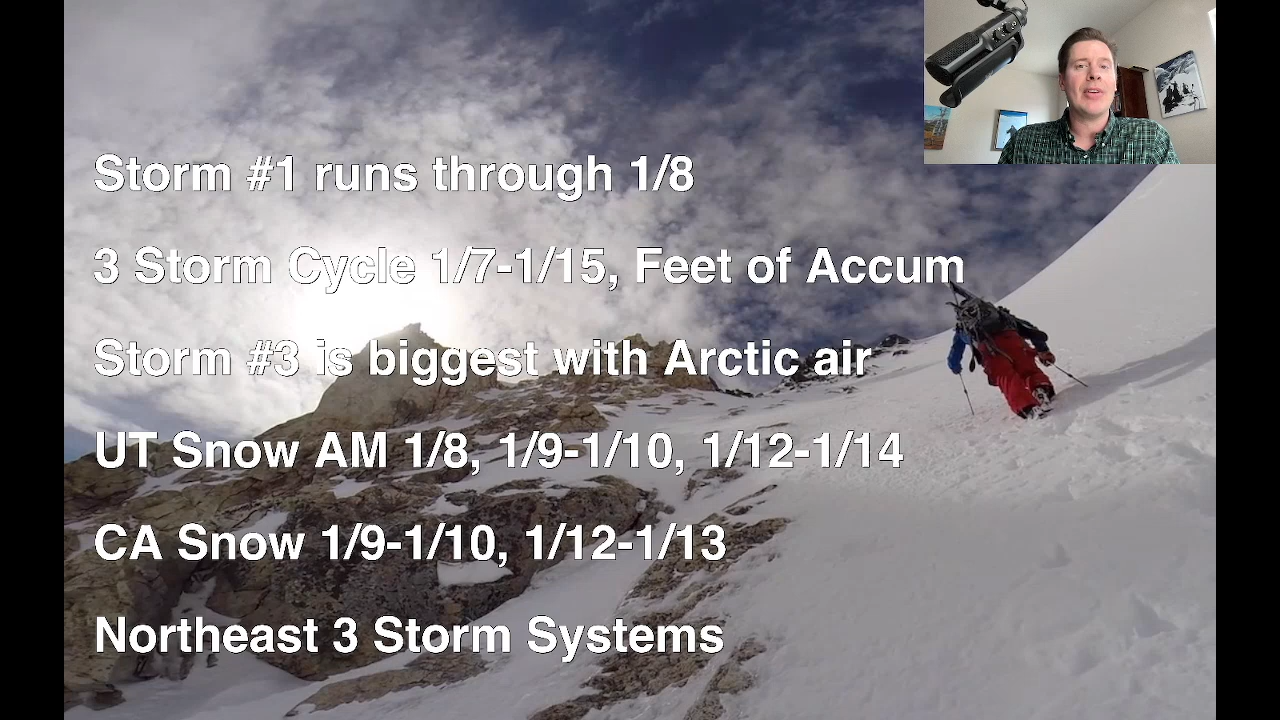 Storm #1 runs through 1/8
3 Storm Cycle 1/7-1/15, Feet of Accum
Storm #3 is biggest with Arctic air
UT Snow AM 1/8, 1/9-1/10, 1/12-1/14
CA Snow 1/9-1/10, 1/12-1/13
Northeast 3 Storm Systems